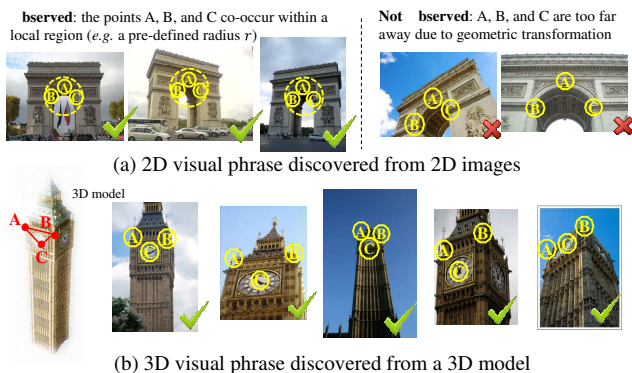 bserved: the points A, B, and C co-occur within a
local region (e.g. a pre-defined radius r)
Not bserved: A, B, and C are too far
away due to geometric transformation
A
B C
A
B C
A
B C
A
B C
A
B C
(a) 2D visual phrase discovered from 2D images
3D model
A
B
C
A B
C
A B
C
A B
C
A B
C
A C B
(b) 3D visual phrase discovered from a 3D model